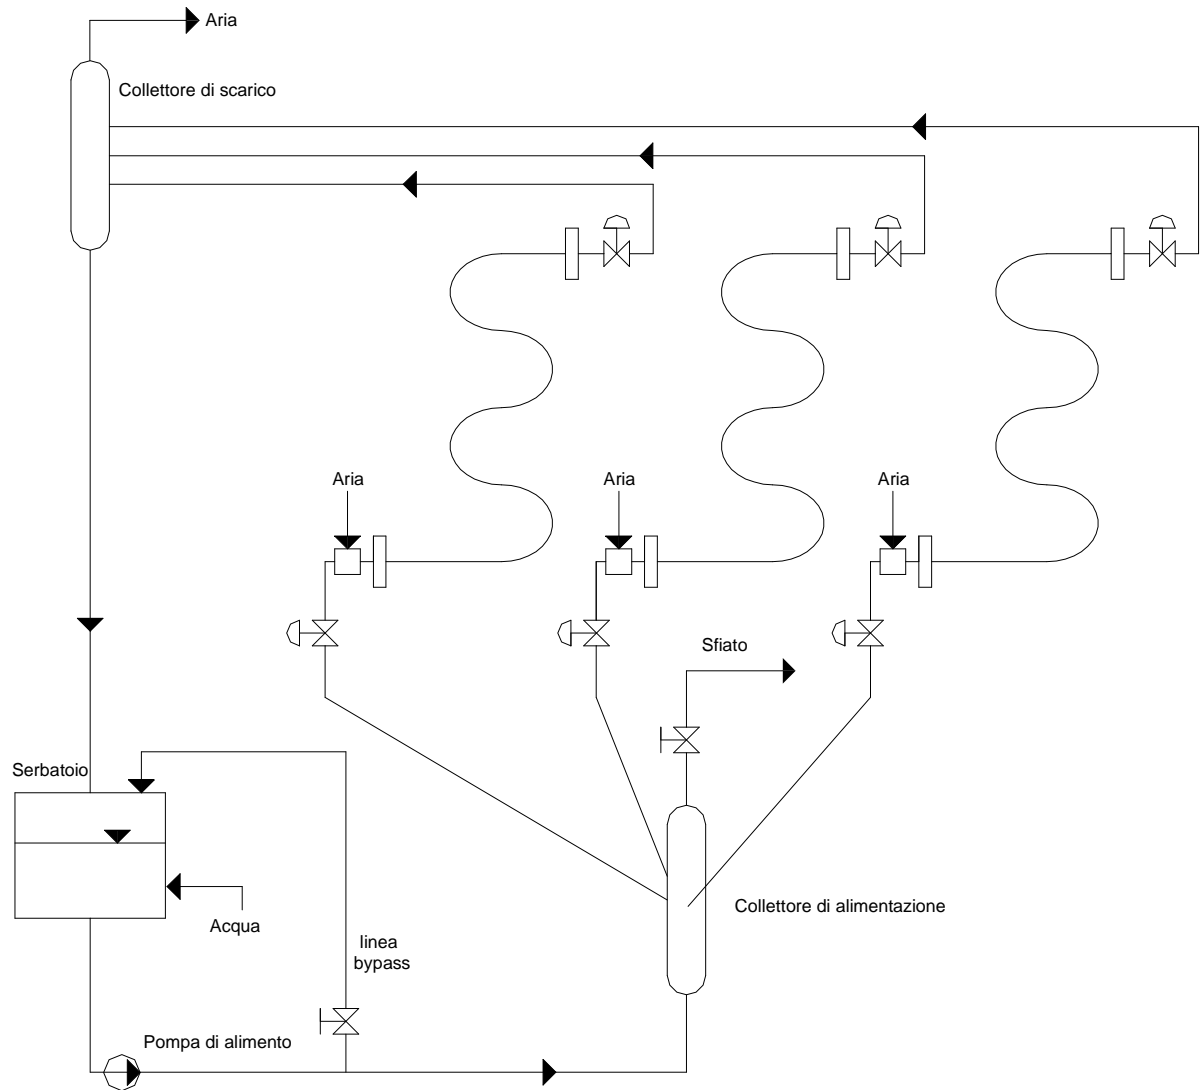 Aria
Collettore di scarico
Aria
Aria
Aria
Sfiato
Serbatoio
Collettore di alimentazione
Acqua
linea
bypass
Pompa di alimento